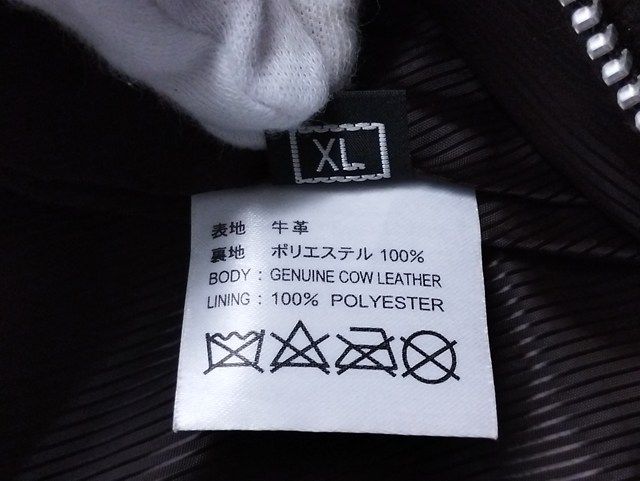 XL
表地 牛革
裏地 ポリエステル 100%
BODY : GENUINE COW LEATHER
LINING : 100% POLYESTER